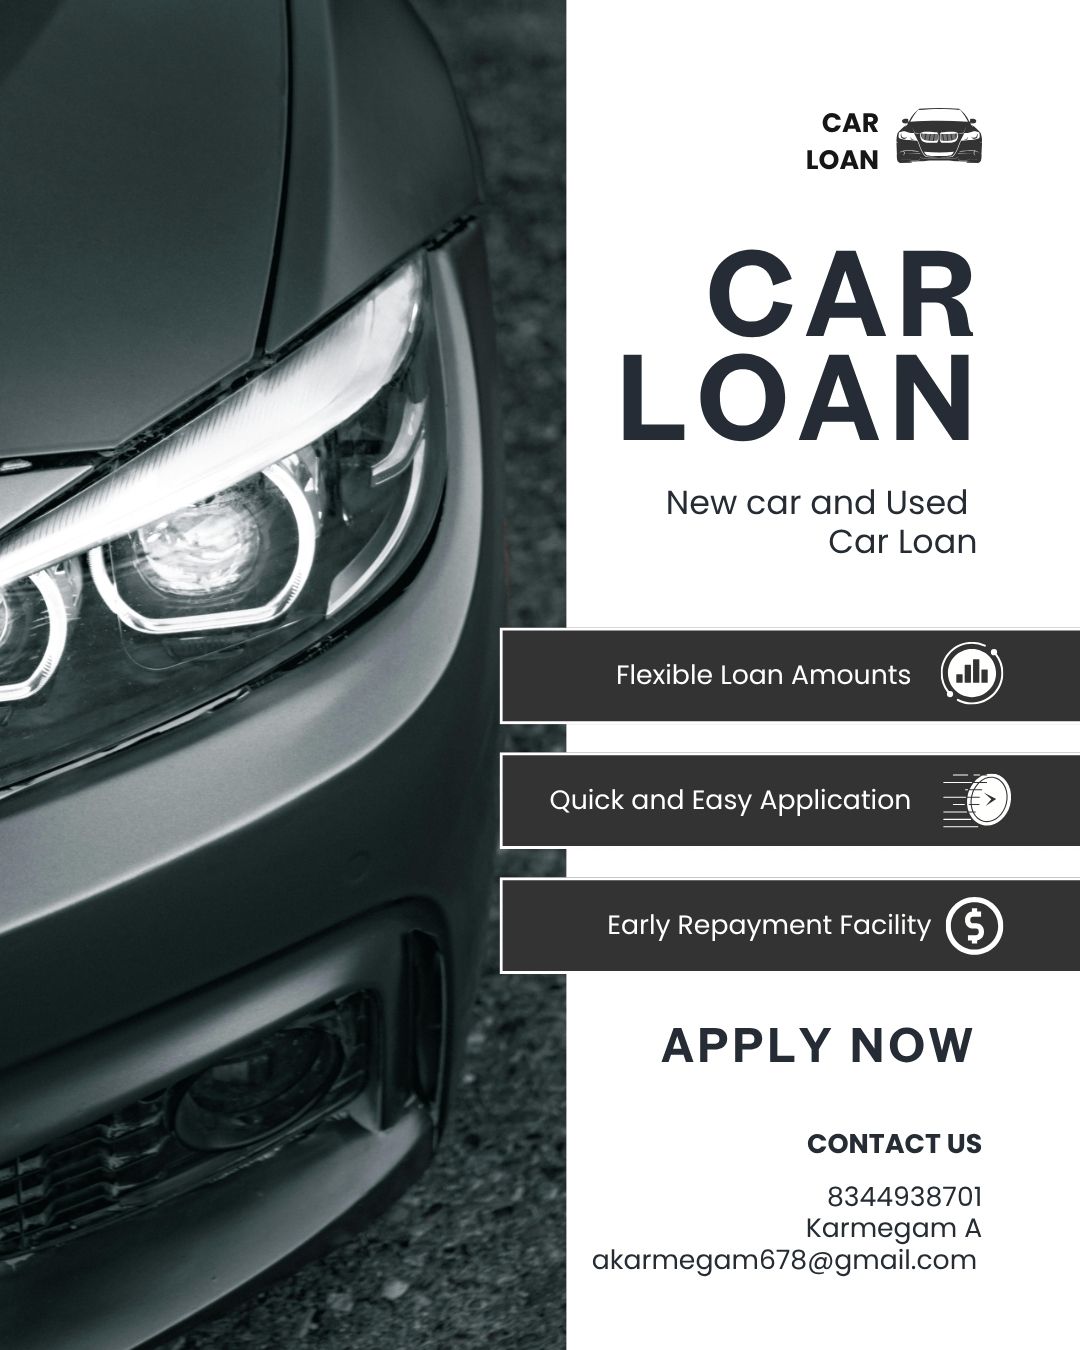 CAR
LOAN
CAR
LOAN
New car and Used
Car Loan
Flexible Loan Amounts
Quick and Easy Application
Early Repayment Facility
APPLY NOW
CONTACT US
8344938701
Karmegam A
akarmegam678@gmail.com